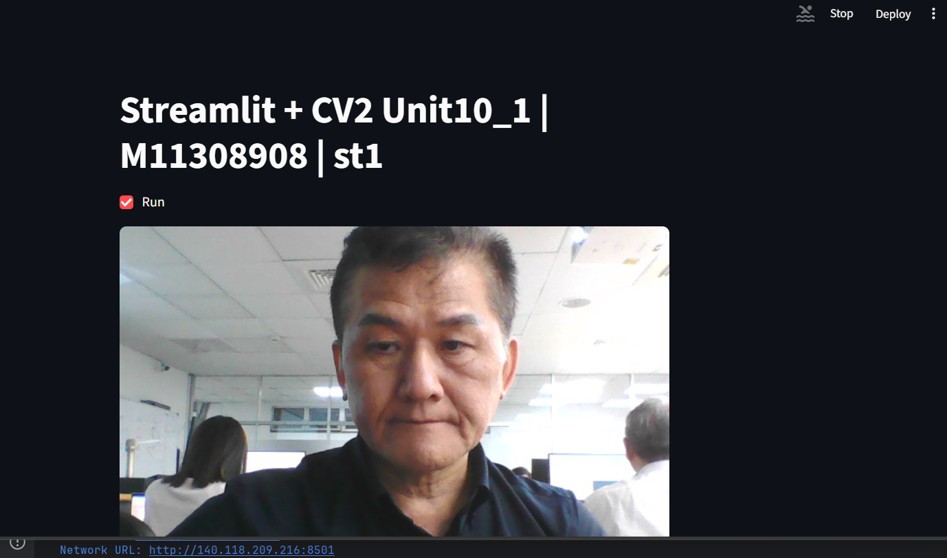 Stop
Deploy
Streamlit + CV2 Unit10_1 |
M11308908 | st1
Run
Network URL: http://140.118.209.216:8501